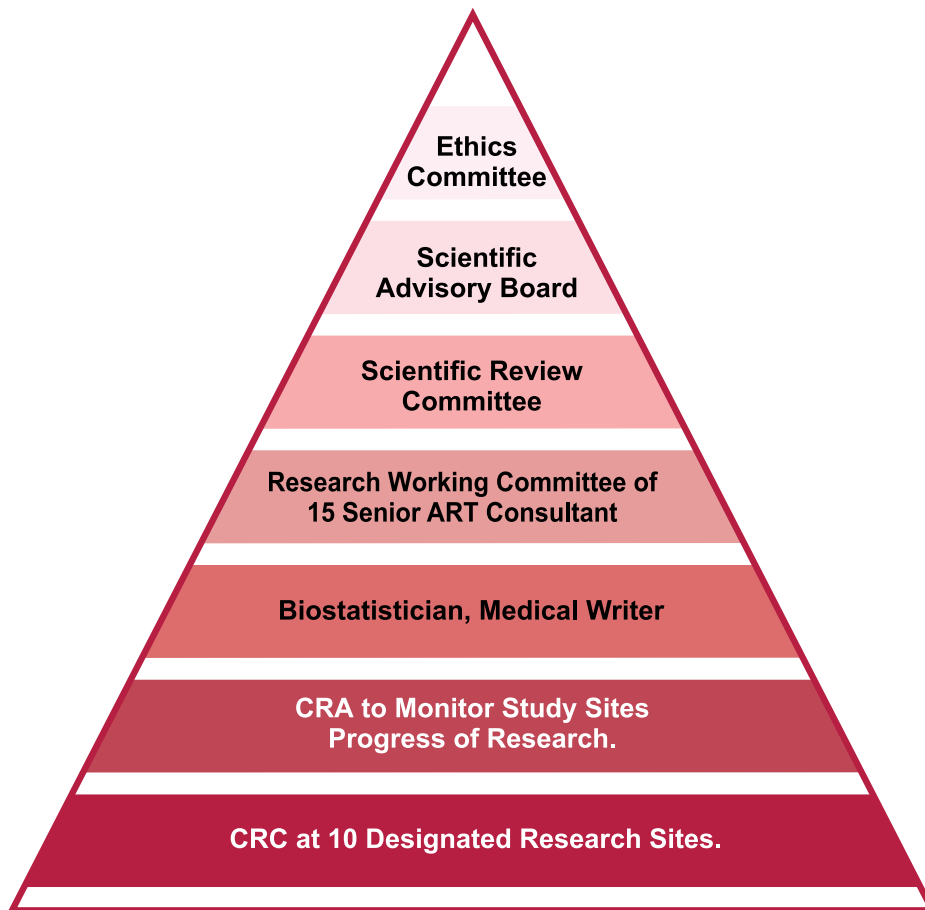 Ethics
Committee
Scientific
Advisory Board
Scientific Review
Committee
Research Working Committee of
15 Senior ART Consultant
Biostatistician, Medical Writer
CRA to Monitor Study Sites
Progress of Research.
CRC at 10 Designated Research Sites.